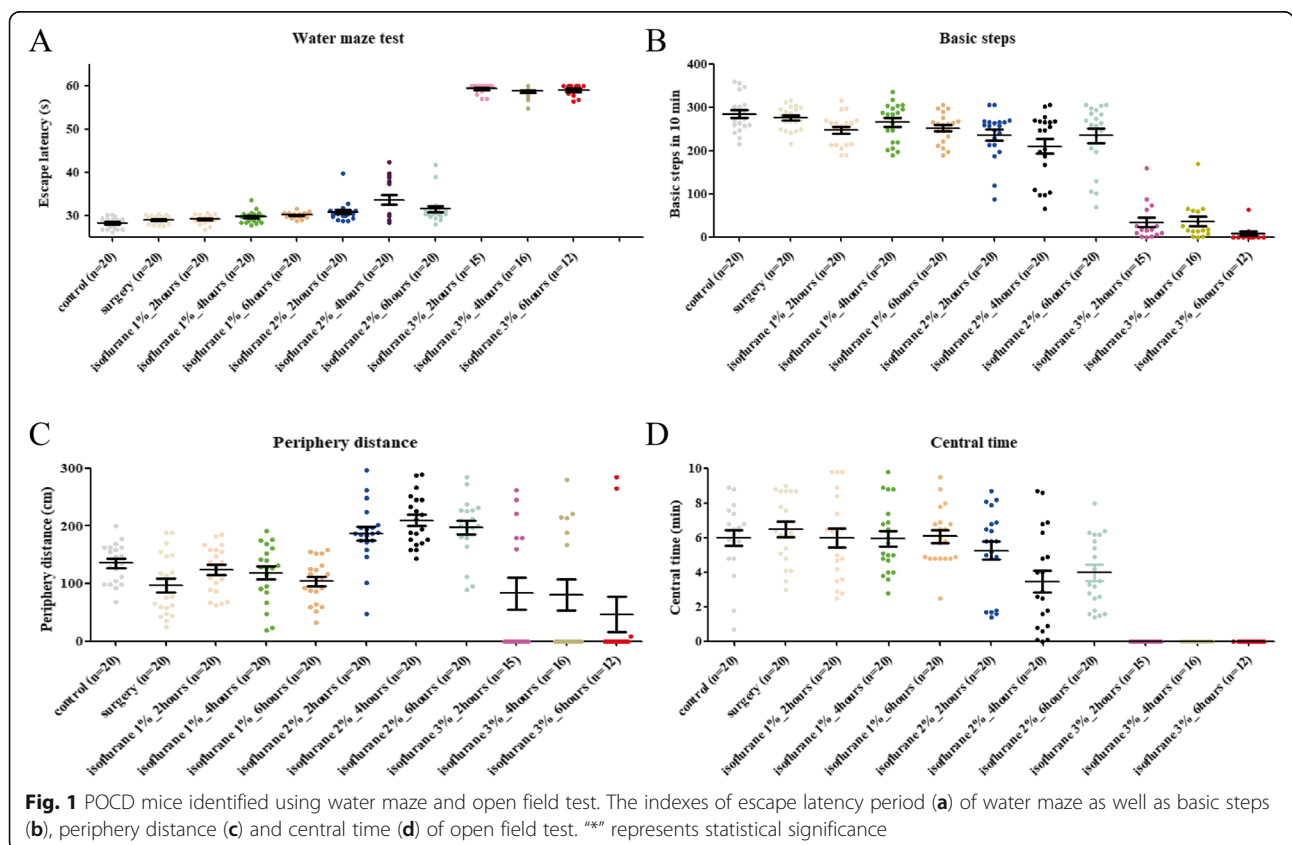 A
Water maze test
Escape latency (s)
60
50
40
30
control (n=20)
surgery (n=20)
isoflurane 1%_2hours (n=20)
isoflurane 1%_4hours (n=20)
isoflurane 1%_6hours (n=20)
isoflurane 2%_2hours (n=20)
isoflurane 2%_4hours (n=20)
isoflurane 2%_6hours (n=20)
isoflurane 3%_2hours (n=15)
isoflurane 3%_4hours (n=16)
isoflurane 3%_6hours (n=12)
B
Basic steps
Basic steps in 10 min
400
300
200
100
0
control (n=20)
surgery (n=20)
isoflurane 1%_2hours (n=20)
isoflurane 1%_4hours (n=20)
isoflurane 1%_6hours (n=20)
isoflurane 2%_2hours (n=20)
isoflurane 2%_4hours (n=20)
isoflurane 2%_6hours (n=20)
isoflurane 3%_2hours (n=15)
isoflurane 3%_4hours (n=16)
isoflurane 3%_6hours (n=12)
C
Periphery distance
Periphery distance (cm)
300
200
100
0
control (n=20)
surgery (n=20)
isoflurane 1%_2hours (n=20)
isoflurane 1%_4hours (n=20)
isoflurane 1%_6hours (n=20)
isoflurane 2%_2hours (n=20)
isoflurane 2%_4hours (n=20)
isoflurane 2%_6hours (n=20)
isoflurane 3%_2hours (n=15)
isoflurane 3%_4hours (n=16)
isoflurane 3%_6hours (n=12)
D
Central time
Central time (min)
10
8
6
4
2
0
control (n=20)
surgery (n=20)
isoflurane 1%_2hours (n=20)
isoflurane 1%_4hours (n=20)
isoflurane 1%_6hours (n=20)
isoflurane 2%_2hours (n=20)
isoflurane 2%_4hours (n=20)
isoflurane 2%_6hours (n=20)
isoflurane 3%_2hours (n=15)
isoflurane 3%_4hours (n=16)
isoflurane 3%_6hours (n=12)
Fig. 1 POCD mice identified using water maze and open field test. The indexes of escape latency period (a) of water maze as well as basic steps
(b), periphery distance (c) and central time (d) of open field test. “*” represents statistical significance